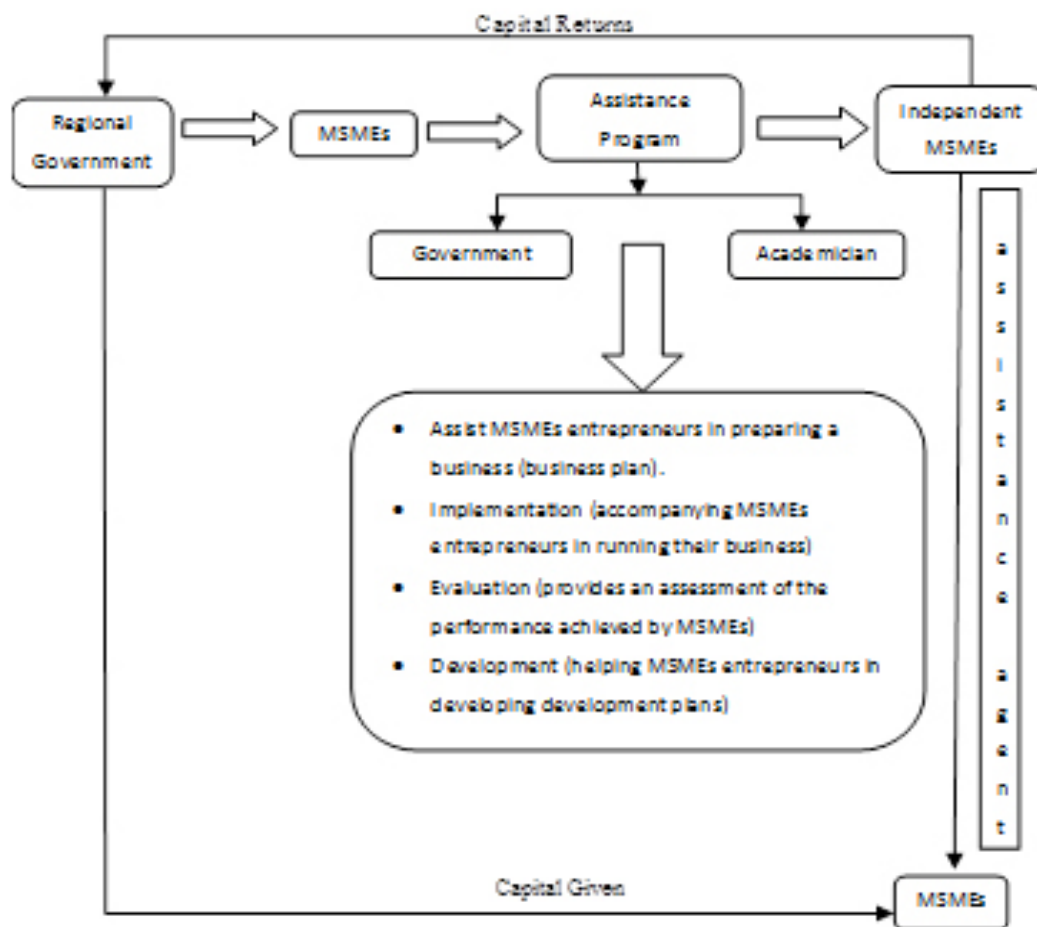 Capital Returns
Regional
Government
MSMEs
Assistance
Program
Independent
MSMEs
Government
Academician
• Assist MSMEs entrepreneurs in preparing a
business (business plan).
• Implementation (accompanying MSMEs
entrepreneurs in running their business)
• Evaluation (provides an assessment of the
performance achieved by MSMEs)
• Development (helping MSMEs entrepreneurs in
developing development plans)
assistance agent
Capital Given
MSMEs